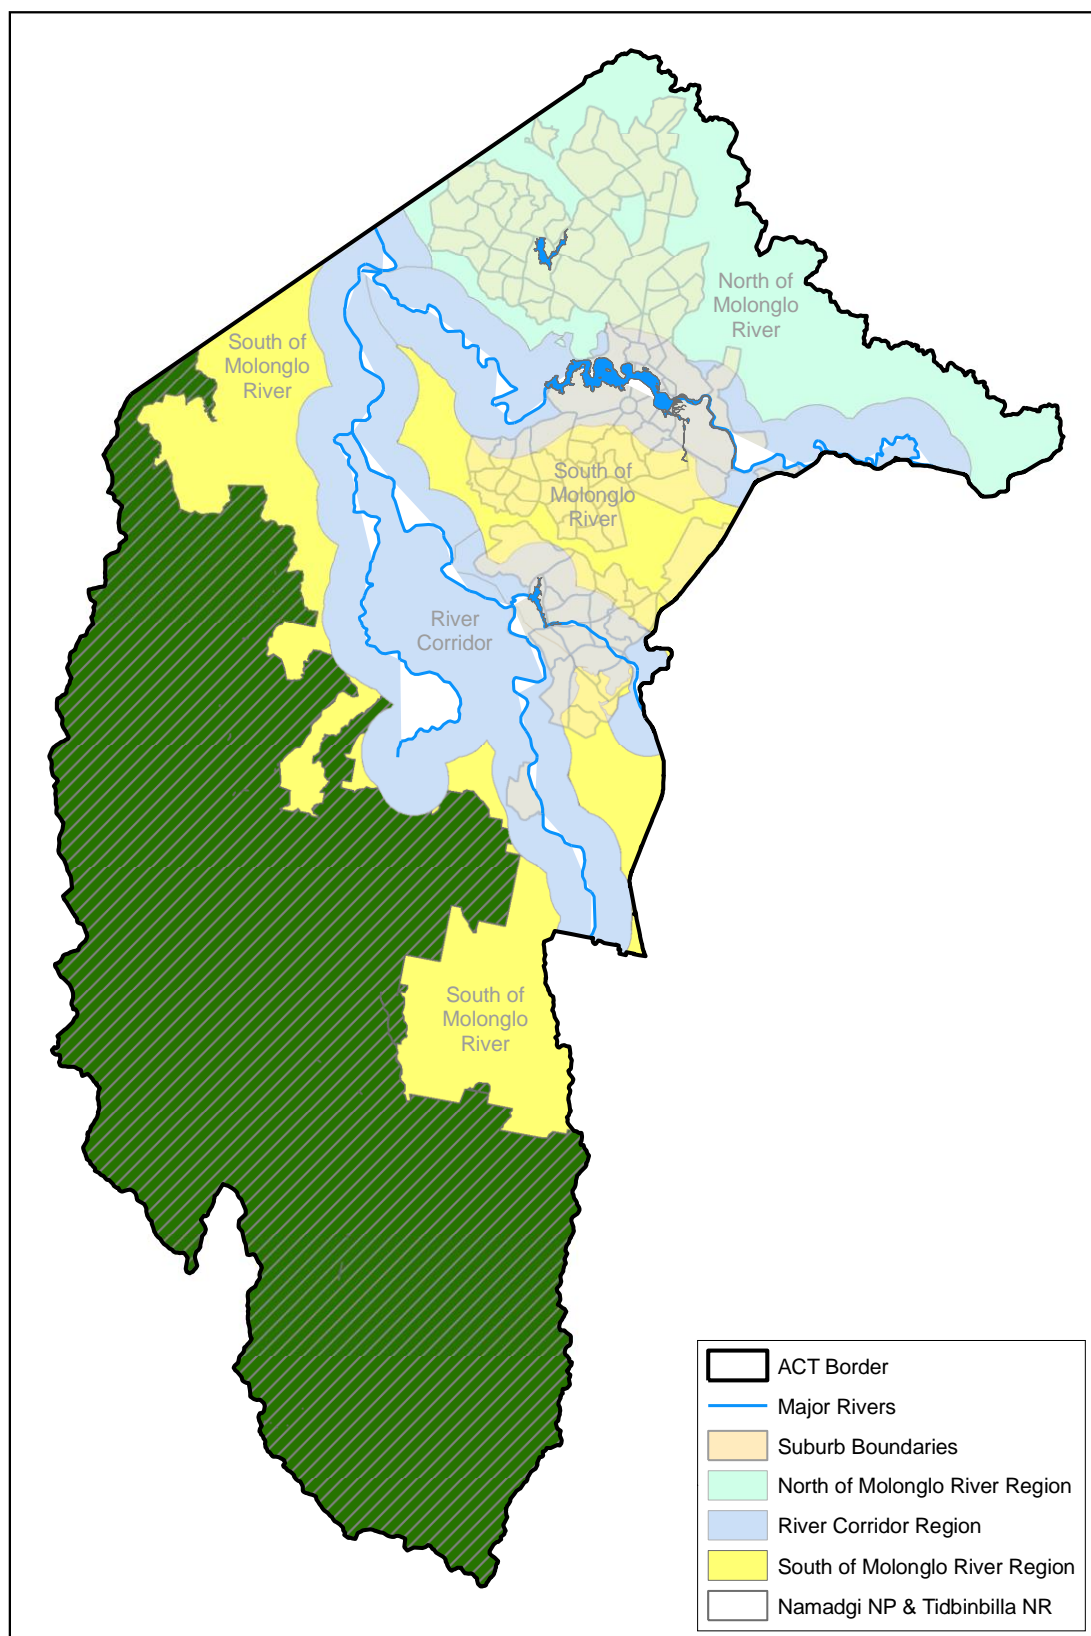 North of
Molonglo
River
South of
Molonglo
River
South of
Molonglo
River
River
Corridor
South of
Molonglo
River
ACT Border
Major Rivers
Suburb Boundaries
North of Molonglo River Region
River Corridor Region
South of Molonglo River Region
Namadgi NP & Tidbinbilla NR